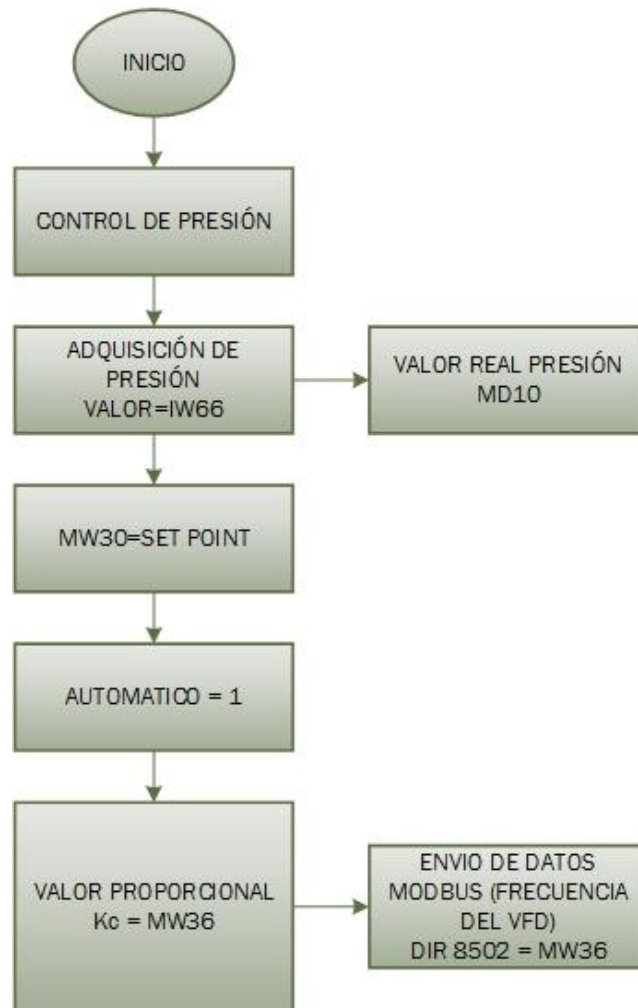 INICIO
CONTROL DE PRESIÓN
ADQUISICIÓN DE
PRESIÓN
VALOR=IW66
VALOR REAL PRESIÓN
MD10
MW30=SET POINT
AUTOMATICO = 1
VALOR PROPORCIONAL
Kc = MW36
ENVIO DE DATOS
MODBUS (FRECUENCIA
DEL VFD)
DIR 8502 = MW36